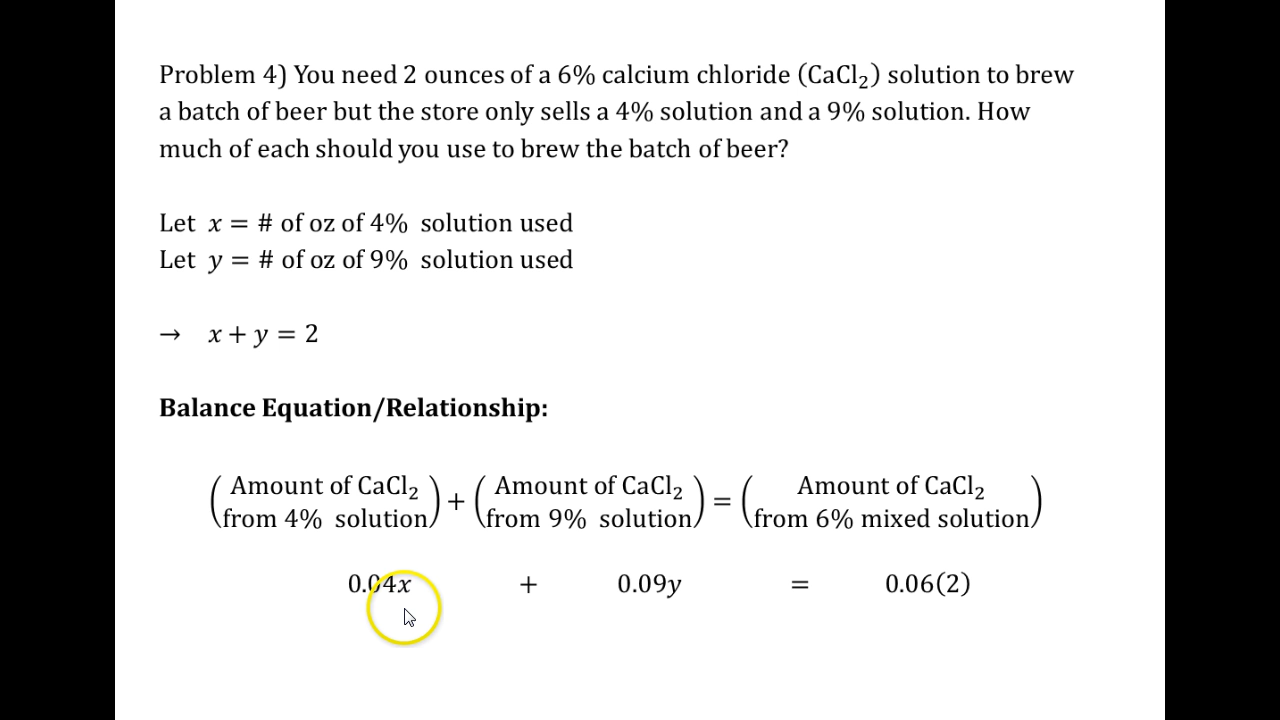 Problem 4) You need 2 ounces of a 6% calcium chloride (CaCl₂) solution to brew
a batch of beer but the store only sells a 4% solution and a 9% solution. How
much of each should you use to brew the batch of beer?
Let x = # of oz of 4% solution used
Let y = # of oz of 9% solution used
→ x + y = 2
Balance Equation/Relationship:
(Amount of CaCl₂ + (Amount of CaCl₂ = (Amount of CaCl₂
from 4% solution) from 9% solution) from 6% mixed solution)
0.04x + 0.09y = 0.06(2)